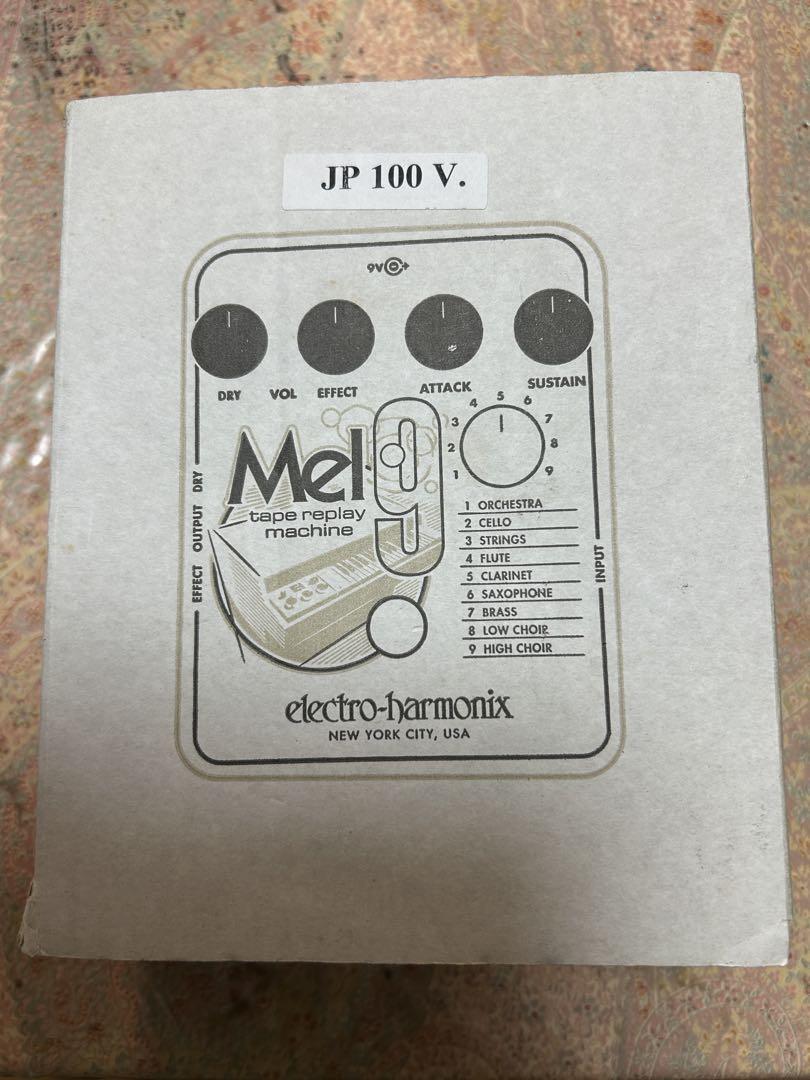 JP 100 V.
9V
DRY VOL EFFECT ATTACK SUSTAIN
1 2 3 4 5 6 7 8 9
Mel9
tape replay
machine
EFFECT OUTPUT DRY
INPUT
1 ORCHESTRA
2 CELLO
3 STRINGS
4 FLUTE
5 CLARINET
6 SAXOPHONE
7 BRASS
8 LOW CHOIR
9 HIGH CHOIR
electro-harmonix
NEW YORK CITY, USA